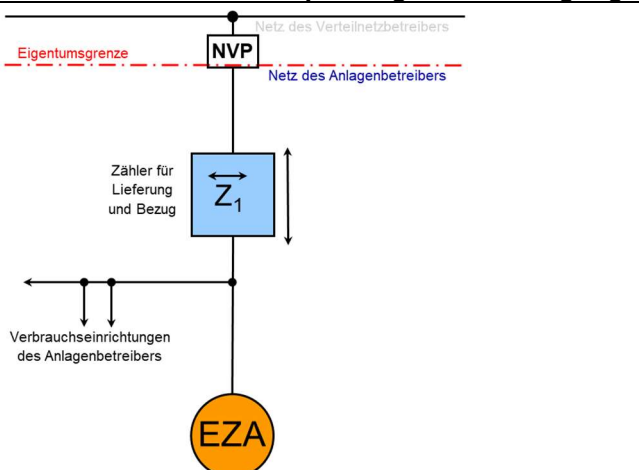 Netz des Verteilnetzbetreibers
NVP
Eigentumsgrenze
Netz des Anlagenbetreibers
Zähler für
Lieferung
und Bezug
Z1
Verbrauchseinrichtungen
des Anlagenbetreibers
EZA